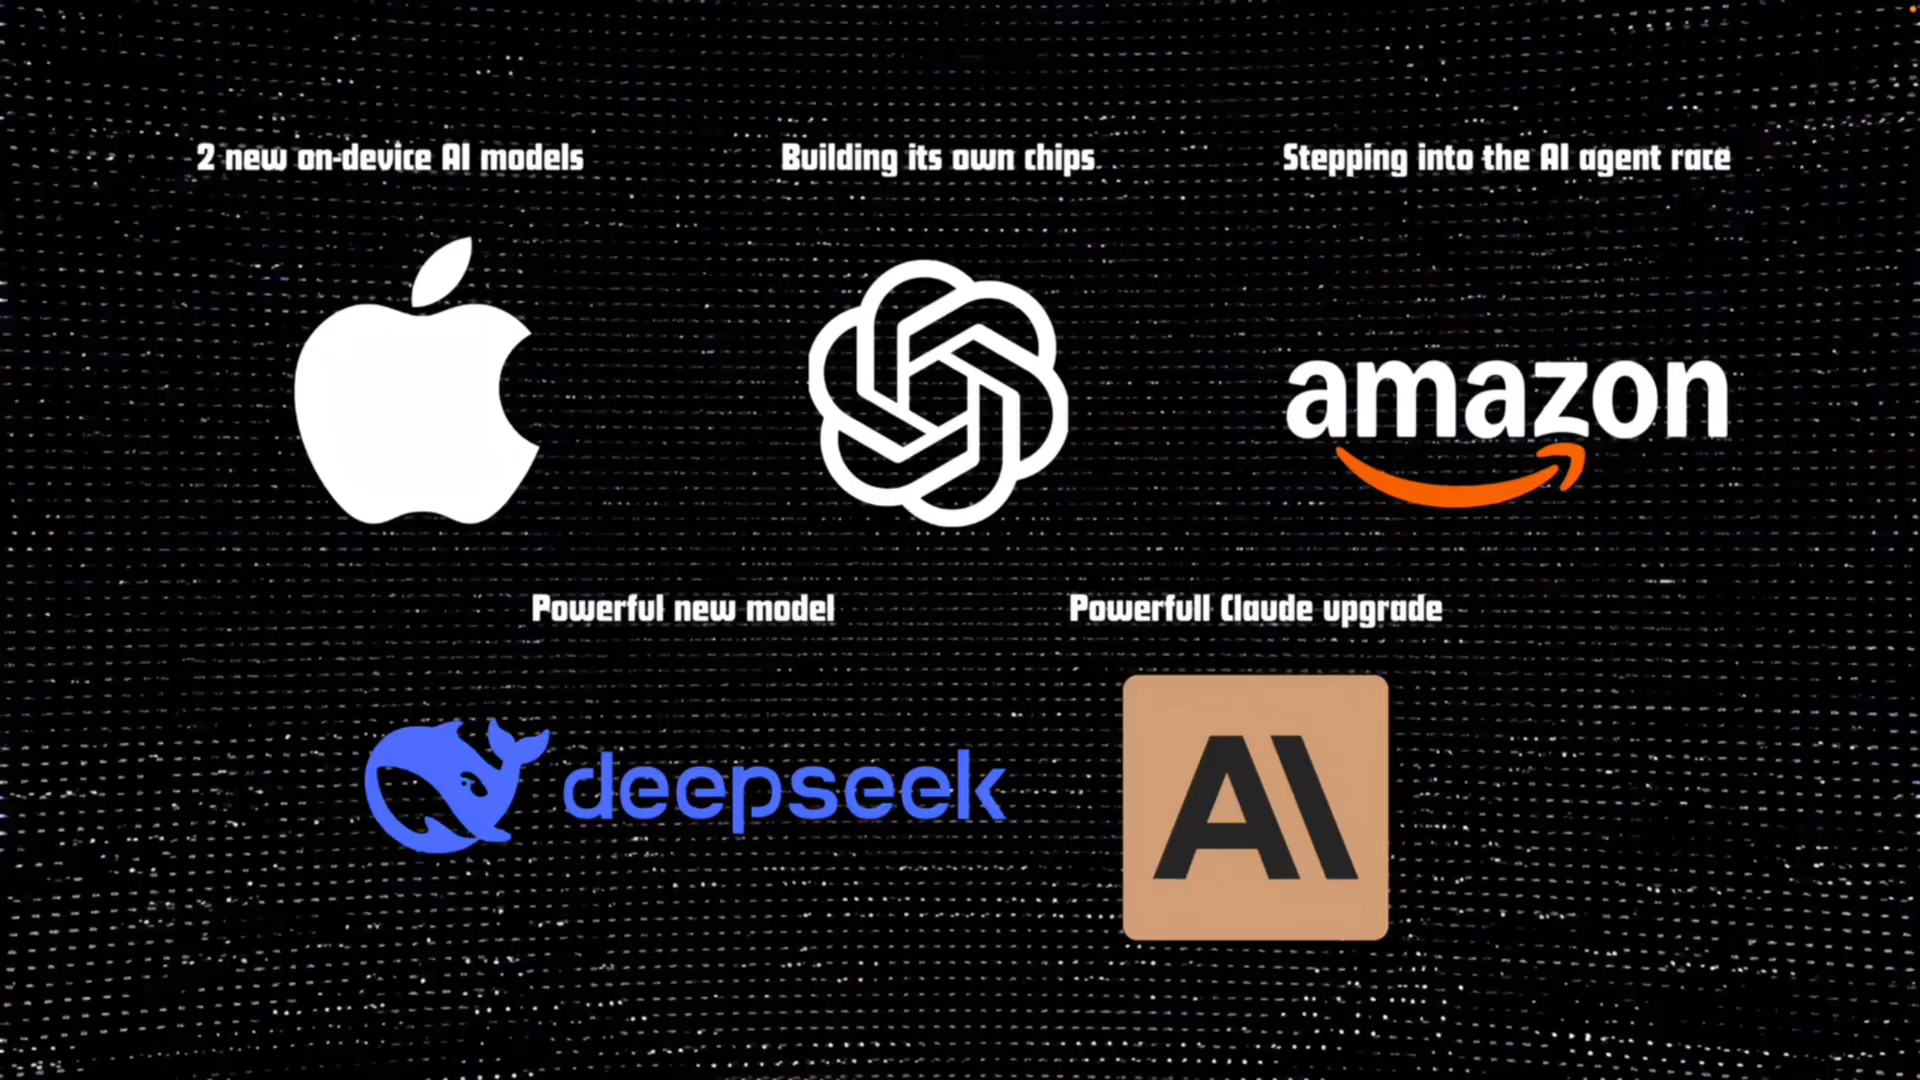 2 new on-device AI models
Building its own chips
Stepping into the AI agent race
amazon
Powerful new model
Powerfull Claude upgrade
deepseek
AI